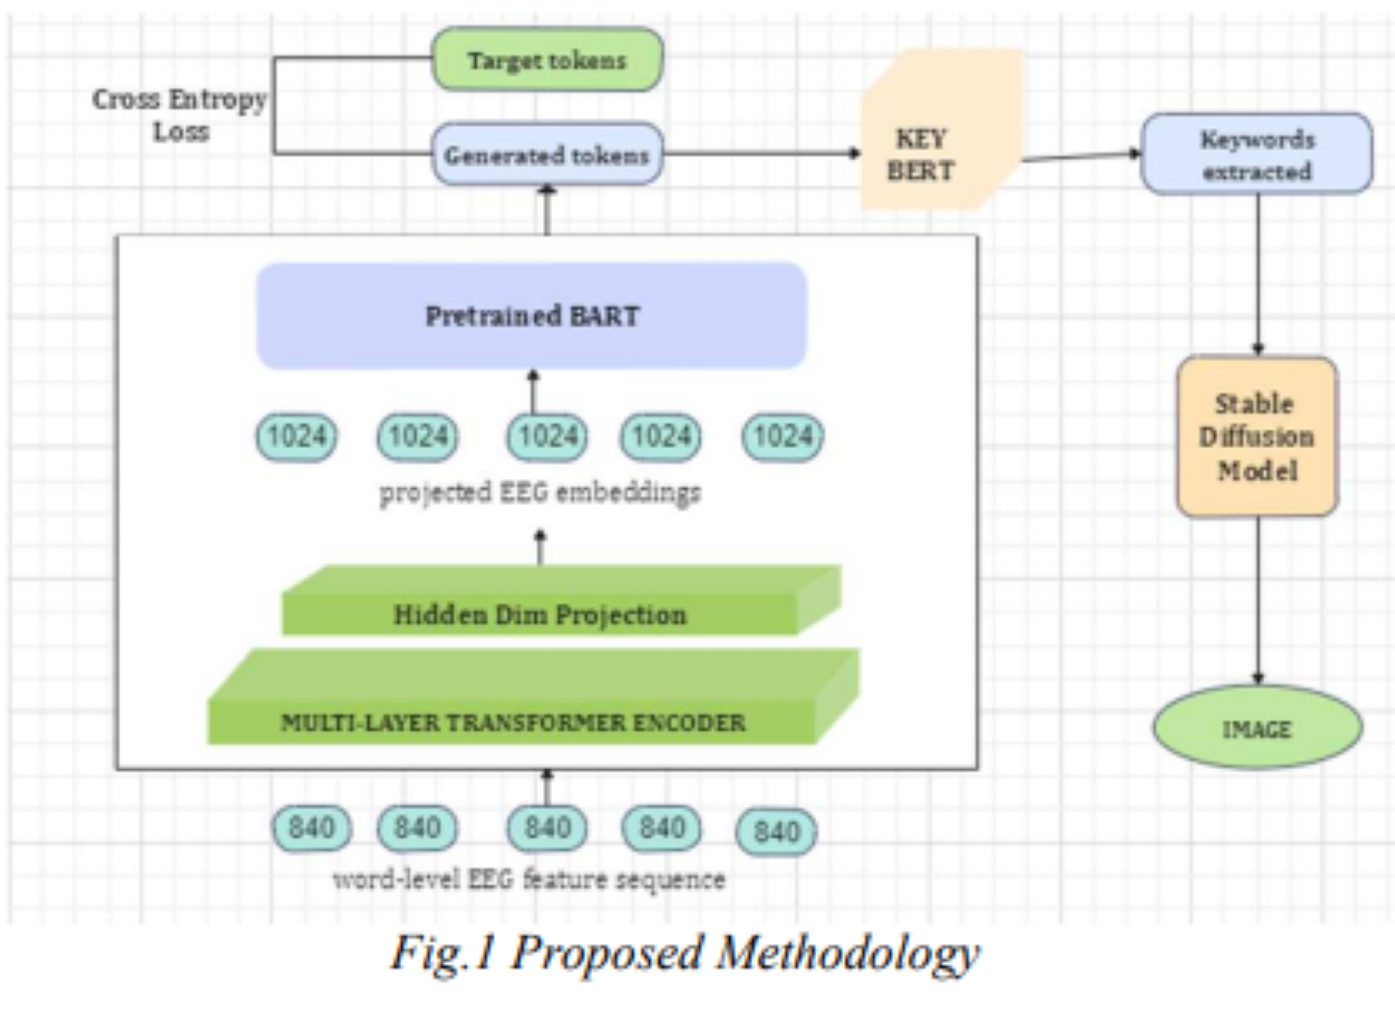 Target tokens
Cross Entropy
Loss
Generated tokens
KEY
BERT
Keywords
extracted
Pretrained BART
1024 1024 1024 1024 1024
projected EEG embeddings
Stable
Diffusion
Model
Hidden Dim Projection
MULTI-LAYER TRANSFORMER ENCODER
IMAGE
840 840 840 840 840
word-level EEG feature sequence
Fig.1 Proposed Methodology